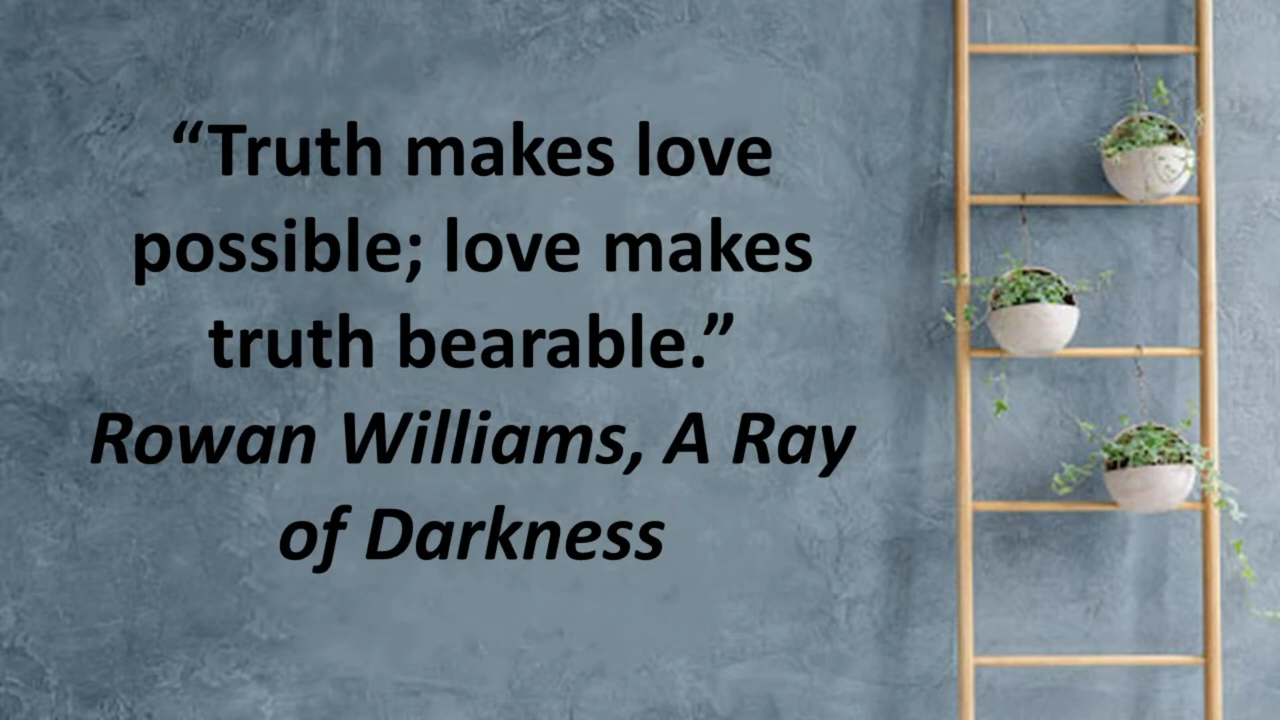 “Truth makes love
possible; love makes
truth bearable.”
Rowan Williams, A Ray
of Darkness